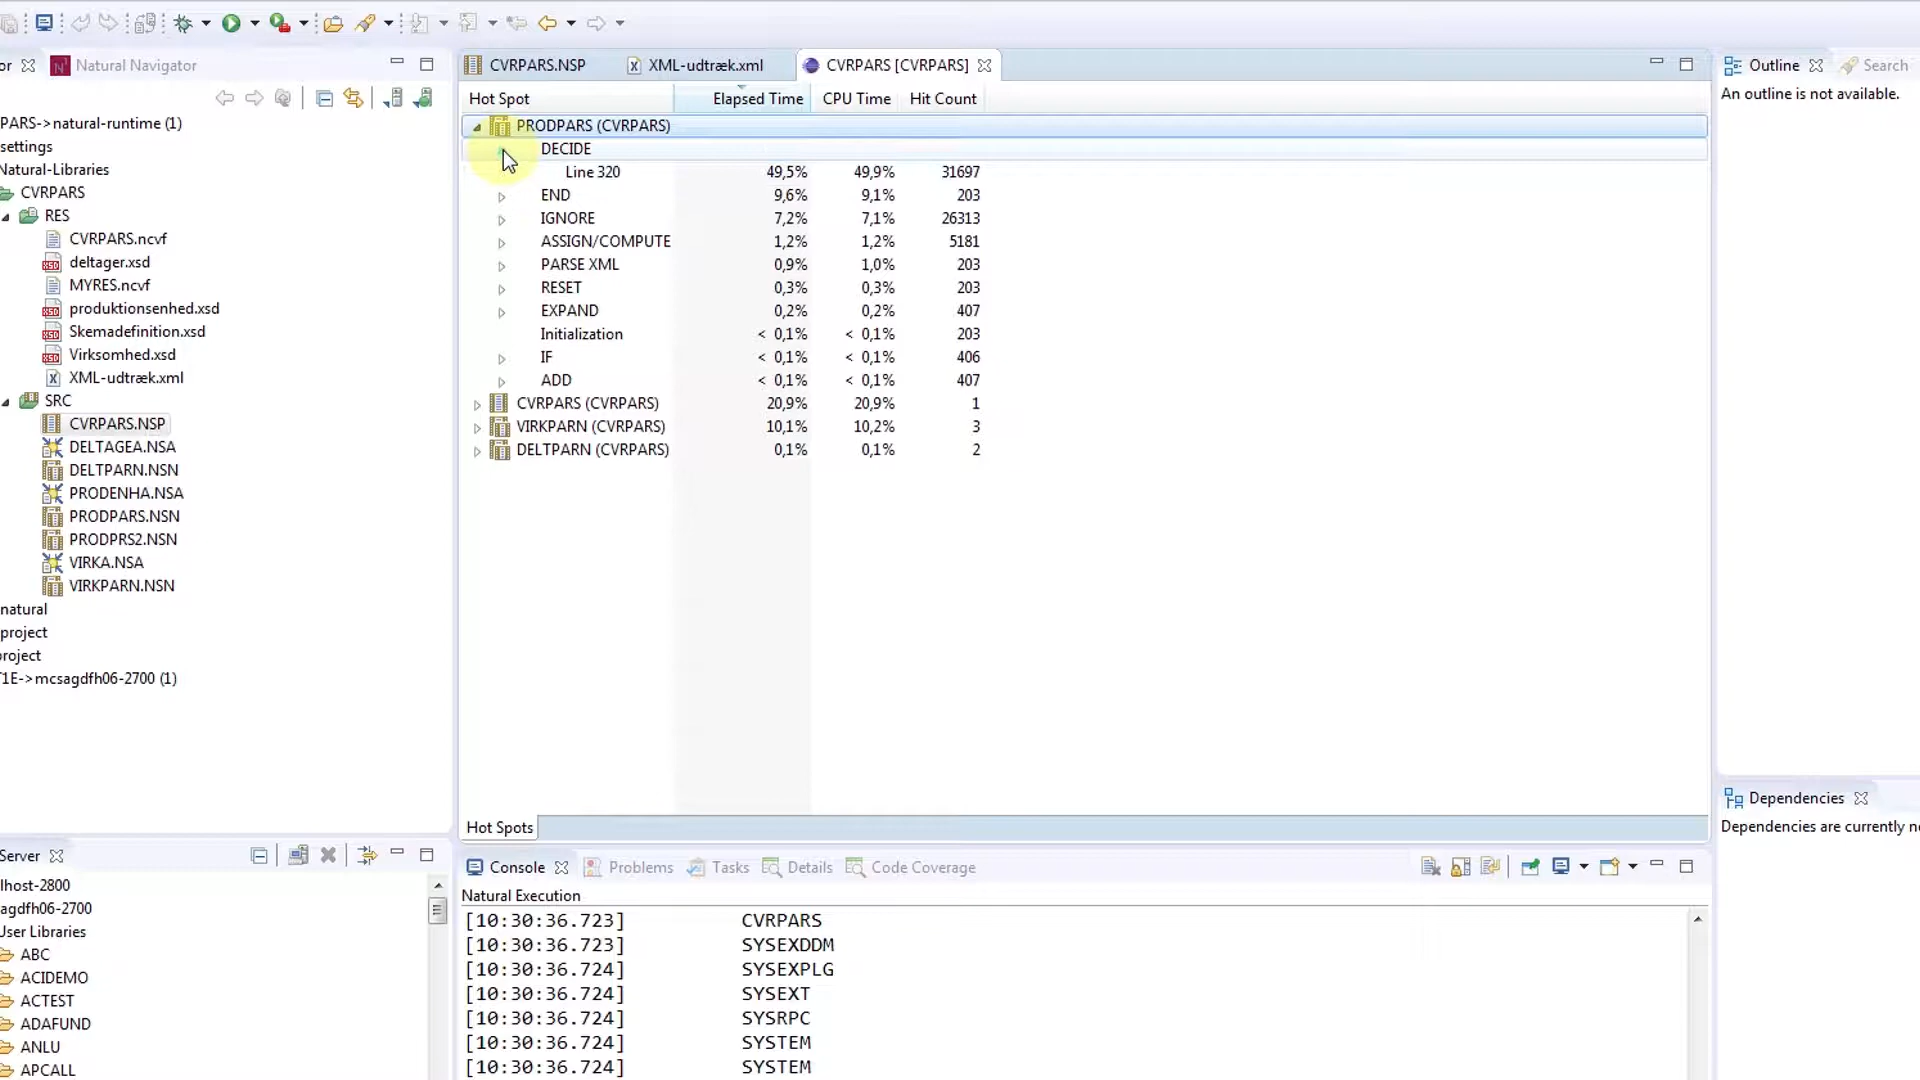 or
Natural Navigator
PARS->natural-runtime (1)
settings
Natural-Libraries
CVRPARS
RES
CVRPARS.ncvf
deltager.xsd
MYRES.ncvf
produktionsenhed.xsd
Skemadefinition.xsd
Virksomhed.xsd
XML-udtræk.xml
SRC
CVRPARS.NSP
DELTAGEA.NSA
DELTPARN.NSN
PRODENHA.NSA
PRODPARS.NSN
PRODPRS2.NSN
VIRKA.NSA
VIRKPARN.NSN
natural
project
project
T1E->mcsagdfh06-2700 (1)
Server
lhost-2800
agdfh06-2700
User Libraries
ABC
ACIDEMO
ACTEST
ADAFUND
ANLU
APCALL
CVRPARS.NSP XML-udtræk.xml CVRPARS [CVRPARS]
Hot Spot Elapsed Time CPU Time Hit Count
PRODPARS (CVRPARS)
DECIDE
Line 320 49,5% 49,9% 31697
END 9,6% 9,1% 203
IGNORE 7,2% 7,1% 26313
ASSIGN/COMPUTE 1,2% 1,2% 5181
PARSE XML 0,9% 1,0% 203
RESET 0,3% 0,3% 203
EXPAND 0,2% 0,2% 407
Initialization < 0,1% < 0,1% 203
IF < 0,1% < 0,1% 406
ADD < 0,1% < 0,1% 407
CVRPARS (CVRPARS) 20,9% 20,9% 1
VIRKPARN (CVRPARS) 10,1% 10,2% 3
DELTPARN (CVRPARS) 0,1% 0,1% 2
Hot Spots
Console Problems Tasks Details Code Coverage
Natural Execution
[10:30:36.723] CVRPARS
[10:30:36.723] SYSEXDDM
[10:30:36.724] SYSEXPLG
[10:30:36.724] SYSEXT
[10:30:36.724] SYSRPC
[10:30:36.724] SYSTEM
[10:30:36.724] SYSTEM
Outline Search
An outline is not available.
Dependencies
Dependencies are currently n